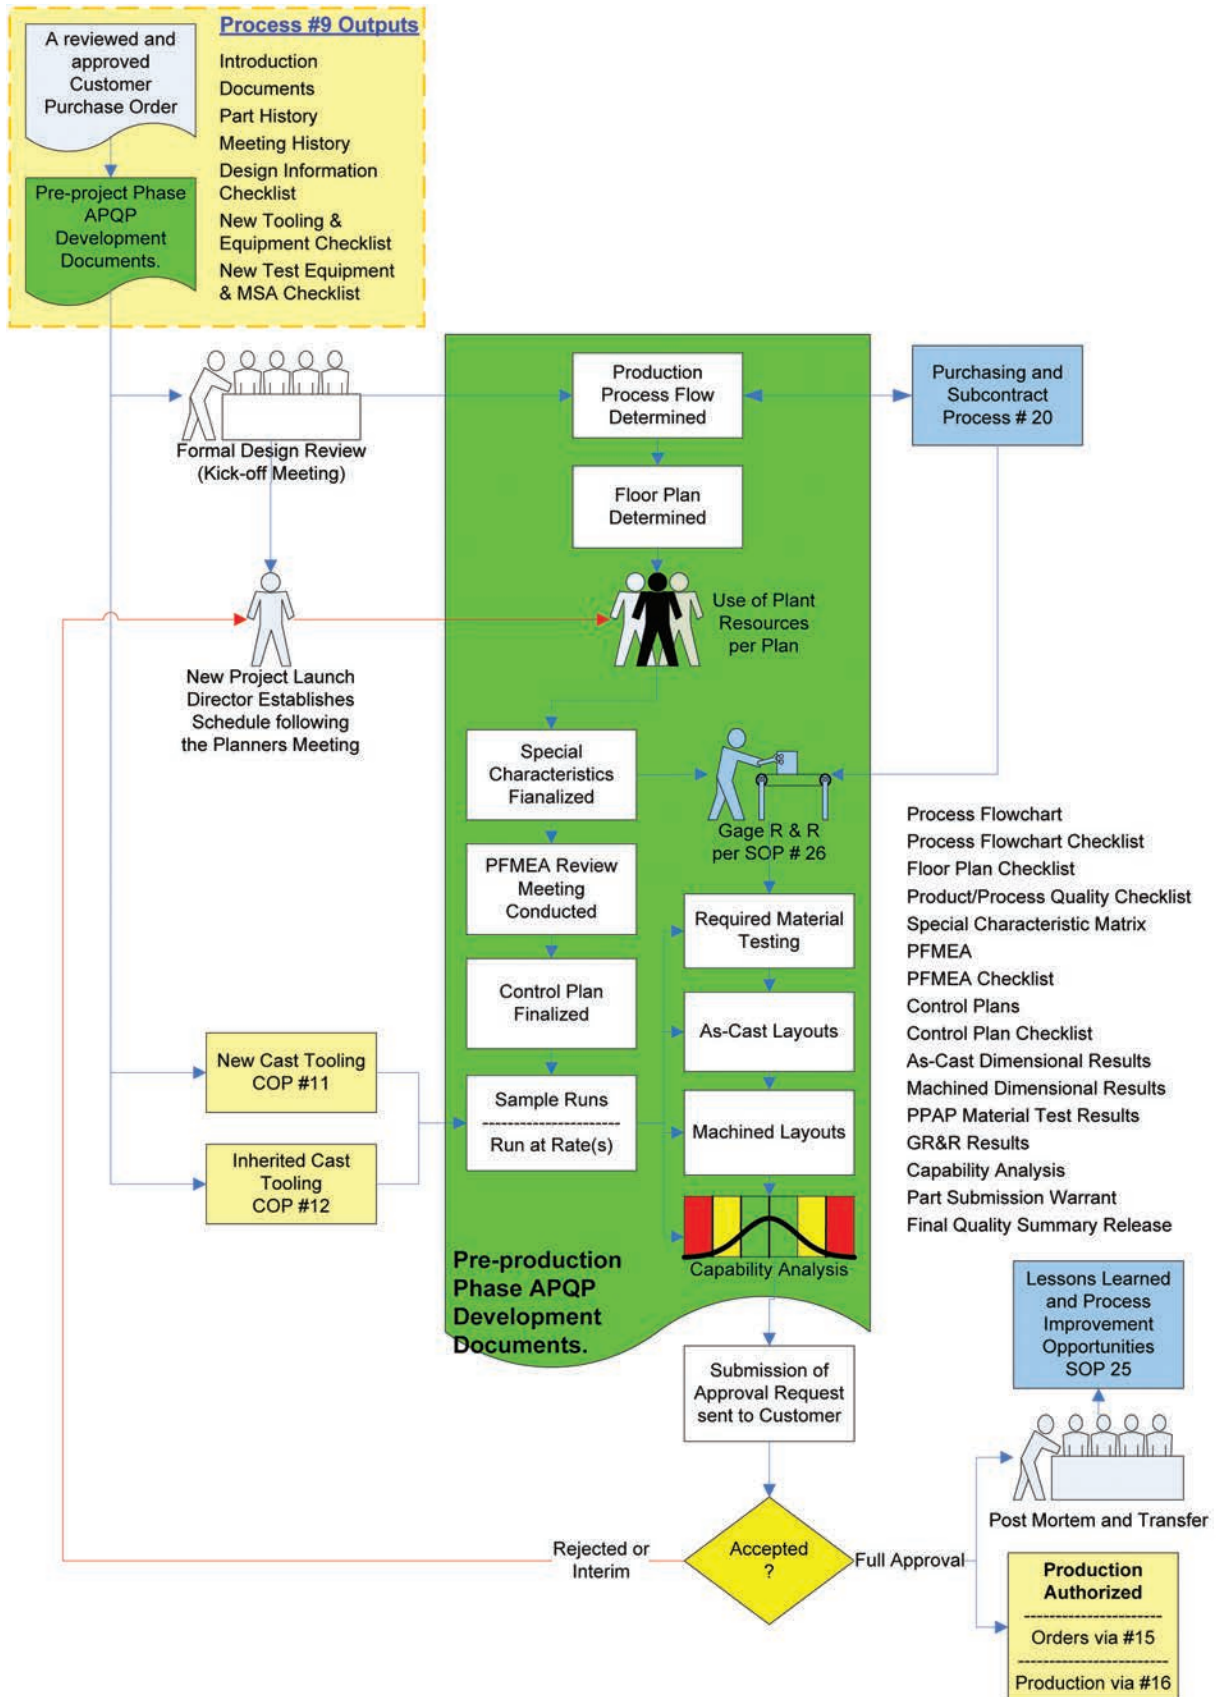 Process #9 Outputs
A reviewed and
approved
Customer
Purchase Order
Introduction
Documents
Part History
Meeting History
Design Information
Checklist
New Tooling &
Equipment Checklist
New Test Equipment
& MSA Checklist
Pre-project Phase
APQP
Development
Documents.
Formal Design Review
(Kick-off Meeting)
Production
Process Flow
Determined
Purchasing and
Subcontract
Process # 20
Floor Plan
Determined
Use of Plant
Resources
per Plan
New Project Launch
Director Establishes
Schedule following
the Planners Meeting
Special
Characteristics
Fianalized
Gage R & R
per SOP # 26
PFMEA Review
Meeting
Conducted
Required Material
Testing
Control Plan
Finalized
As-Cast Layouts
New Cast Tooling
COP #11
Inherited Cast
Tooling
COP #12
Sample Runs
Run at Rate(s)
Machined Layouts
Capability Analysis
Pre-production
Phase APQP
Development
Documents.
Process Flowchart
Process Flowchart Checklist
Floor Plan Checklist
Product/Process Quality Checklist
Special Characteristic Matrix
PFMEA
PFMEA Checklist
Control Plans
Control Plan Checklist
As-Cast Dimensional Results
Machined Dimensional Results
PPAP Material Test Results
GR&R Results
Capability Analysis
Part Submission Warrant
Final Quality Summary Release
Submission of
Approval Request
sent to Customer
Lessons Learned
and Process
Improvement
Opportunities
SOP 25
Post Mortem and Transfer
Rejected or
Interim
Accepted
?
Full Approval
Production
Authorized
Orders via #15
Production via #16